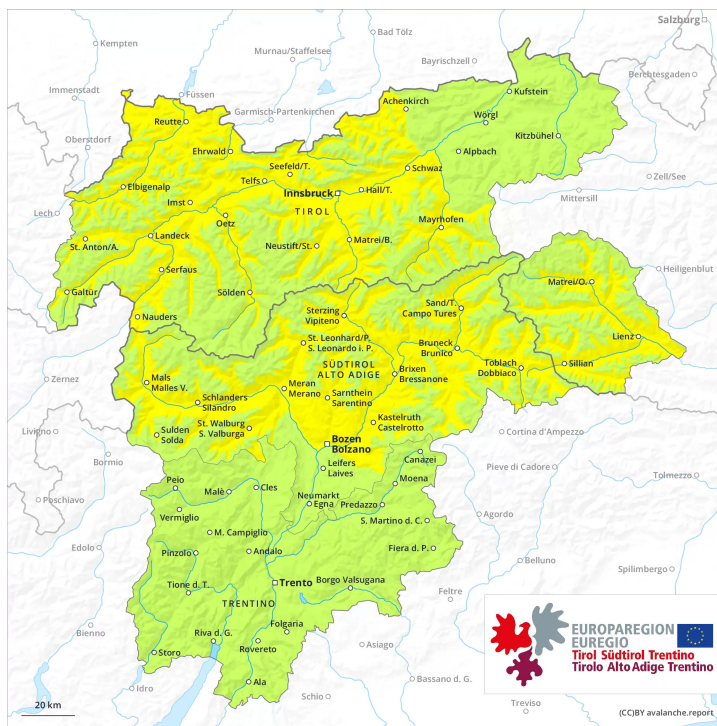 Salzburg
Kempten
Bad Tölz
Murnau/Staffelsee
Bayrischzell
Berchtesgaden
Immenstadt
Füssen
Garmisch-Partenkirchen
Achenkirch
Kufstein
Reutte
Wörgl
Oberstdorf
Ehrwald
Kitzbühel
Seefeld/T.
Alpbach
Schwaz
Zell/See
Telfs
Elbigenalp
Innsbruck
Hall/T.
Mittersill
Imst
TIROL
Lech
Oetz
Mayrhofen
Landeck
Neustift/St.
Matrei/B.
St. Anton/A.
Serfaus
Heiligenblut
Matrei/O.
Galtür
Sölden
Sand/T.
Campo Tures
Nauders
Sterzing
Vipiteno
Lienz
St. Leonhard/P.
S. Leonardo i. P.
Bruneck
Brunico
Toblach
Dobbiaco
Sillian
SÜDTIROL
ALTO ADIGE
Brixen
Bressanone
Mals
Malles V.
Meran
Merano
Zernez
Schlanders
Silandro
Sarnthein
Sarentino
St. Walburg
S. Valburga
Kastelruth
Castelrotto
Livigno
Sulden
Solda
Bozen
Bolzano
Cortina d'Ampezzo
Bormio
Canazei
Leifers
Laives
Pieve di Cadore
Tolmezzo
Peio
Cles
Moena
Malè
Neumarkt
Egna
Predazzo
Poschiavo
Vermiglio
Agordo
S. Martino d. C.
M. Campiglio
Edolo
Pinzolo
Andalo
Fiera d. P.
Belluno
Spilimbergo
Tione d. T.
Trento
Borgo Valsugana
Feltre
TRENTINO
Folgaria
Bienno
Riva d. G.
Storo
Rovereto
Asiago
Idro
Ala
Schio
Bassano d. G.
Treviso
EUROPAREGION
EUREGIO
Tirol Südtirol Trentino
Tirolo Alto Adige Trentino
20 km
(CC)BY avalanche.report